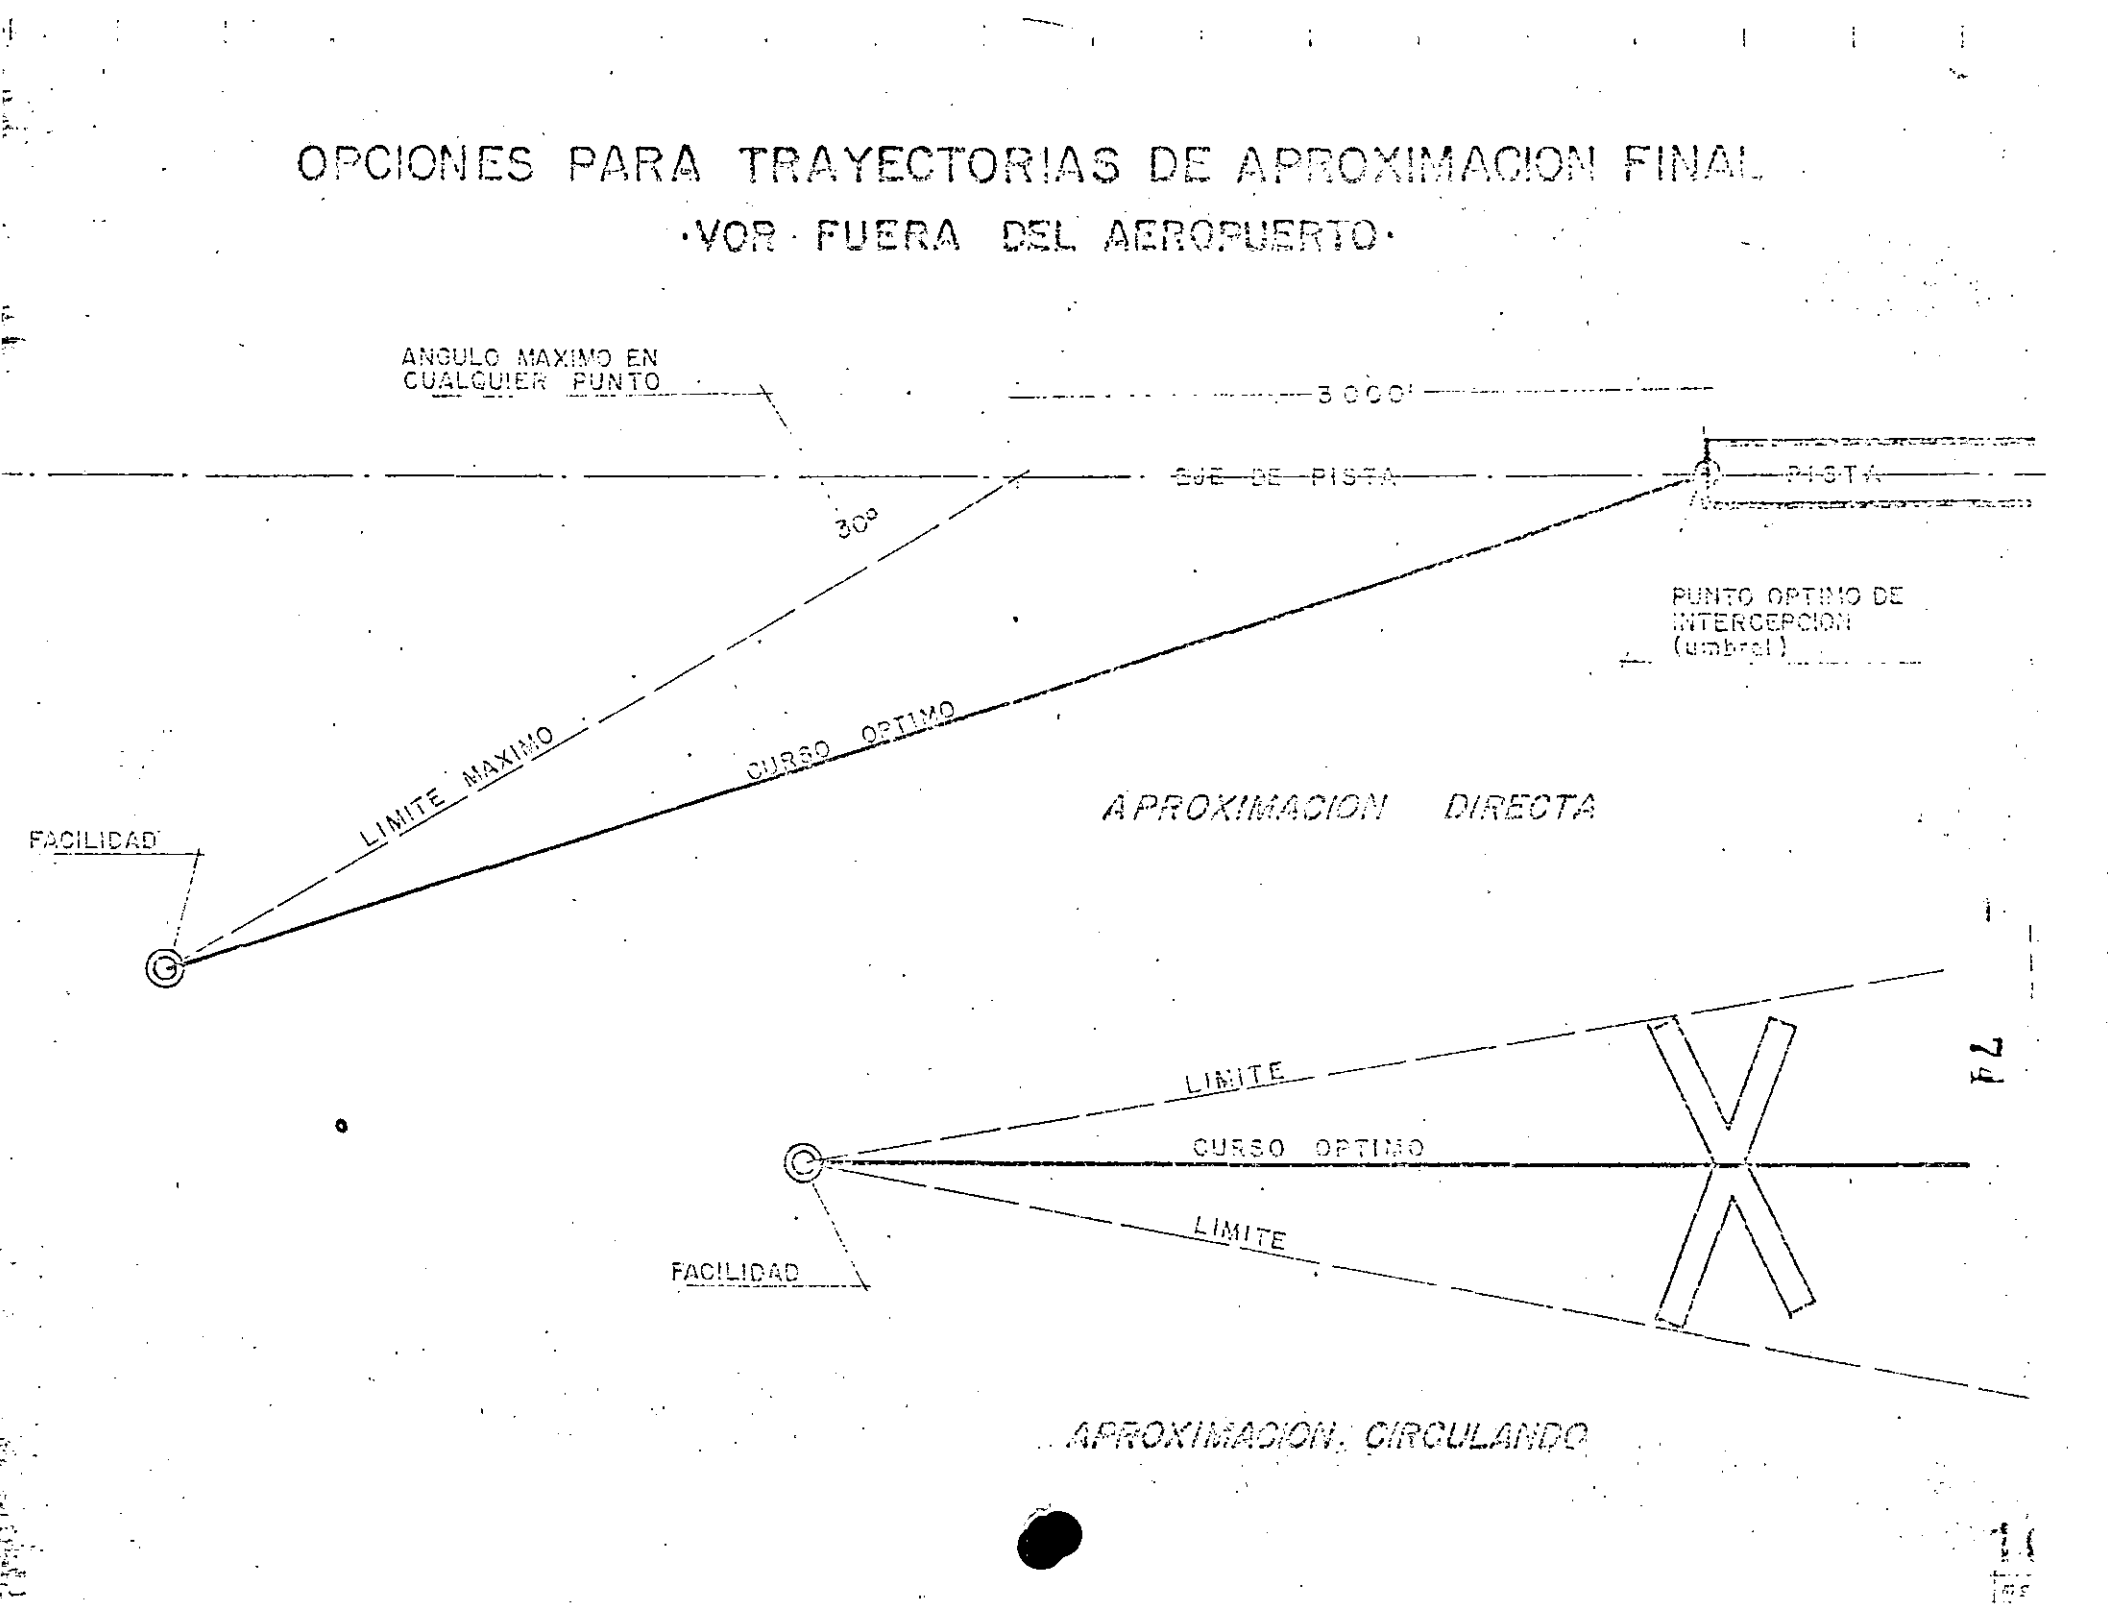 OPCIONES PARA TRAYECTORIAS DE APROXIMACION FINAL
·VOR FUERA DEL AEROPUERTO·
ANGULO MAXIMO EN
CUALQUIER PUNTO
3000'
EJE DE PISTA
PISTA
30º
PUNTO OPTIMO DE
INTERCEPCION
(umbral)
LIMITE MAXIMO
CURSO OPTIMO
APROXIMACION DIRECTA
FACILIDAD
LIMITE
CURSO OPTIMO
LIMITE
FACILIDAD
APROXIMACION CIRCULANDO